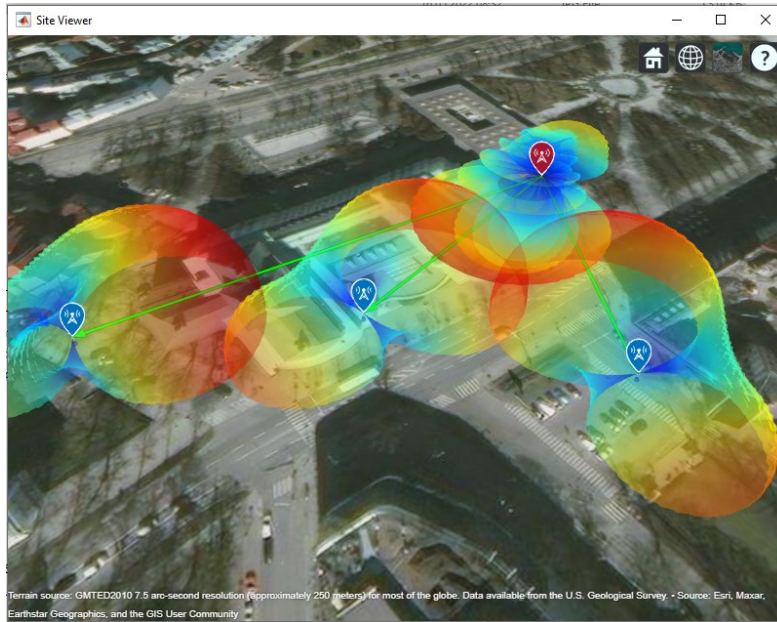 Site Viewer
?
Terrain source: GMTED2010 7.5 arc-second resolution (approximately 250 meters) for most of the globe. Data available from the U.S. Geological Survey. • Source: Esri, Maxar,
Earthstar Geographics, and the GIS User Community